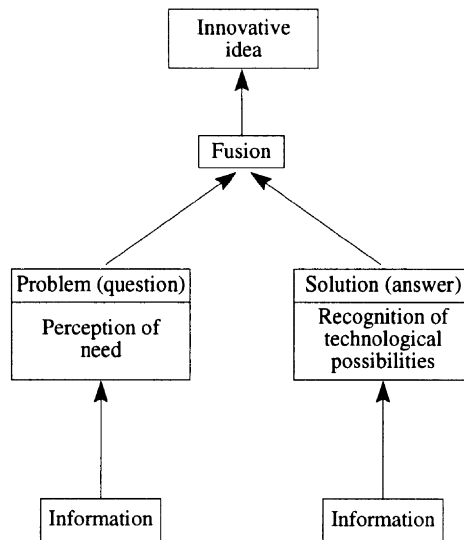 Innovative
idea
Fusion
Problem (question)
Perception of
need
Solution (answer)
Recognition of
technological
possibilities
Information
Information